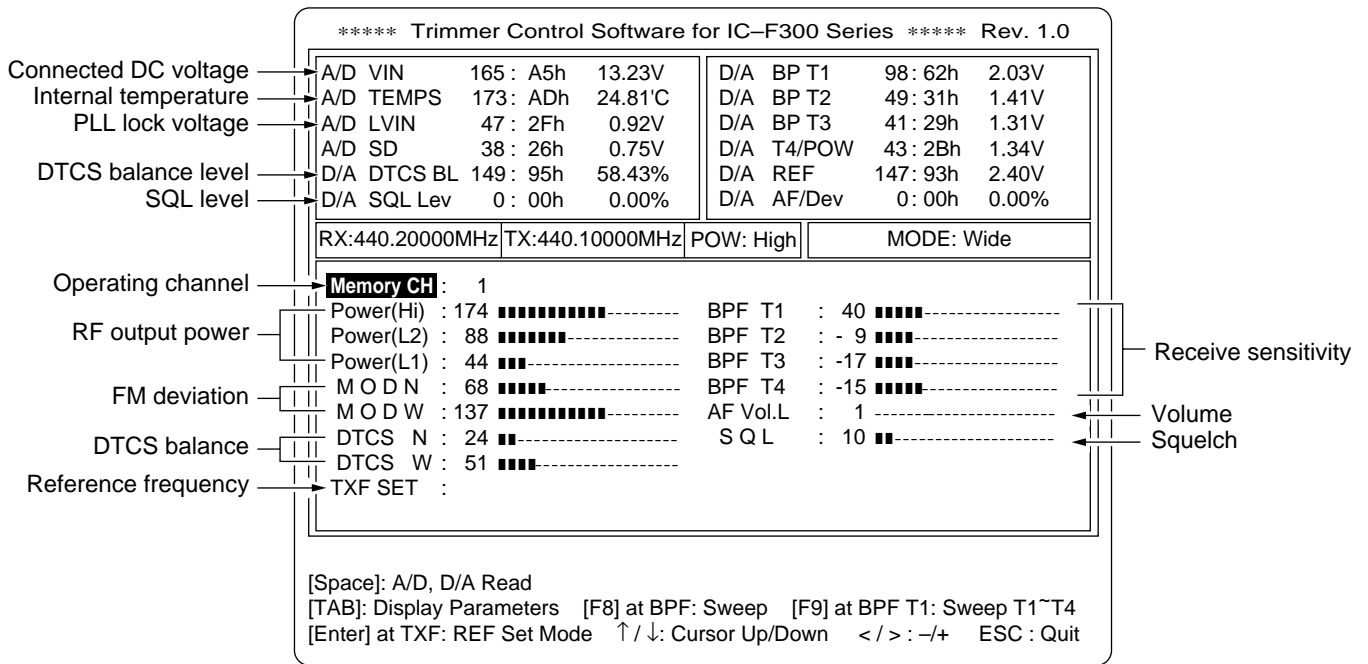 ***** Trimmer Control Software for IC–F300 Series ***** Rev. 1.0
Connected DC voltage
Internal temperature
PLL lock voltage
DTCS balance level
SQL level
A/D VIN 165 : A5h 13.23V
A/D TEMPS 173 : ADh 24.81'C
A/D LVIN 47 : 2Fh 0.92V
A/D SD 38 : 26h 0.75V
D/A DTCS BL 149 : 95h 58.43%
D/A SQL Lev 0 : 00h 0.00%
D/A BP T1 98 : 62h 2.03V
D/A BP T2 49 : 31h 1.41V
D/A BP T3 41 : 29h 1.31V
D/A T4/POW 43 : 2Bh 1.34V
D/A REF 147 : 93h 2.40V
D/A AF/Dev 0 : 00h 0.00%
RX:440.20000MHz TX:440.10000MHz POW: High MODE: Wide
Operating channel
RF output power
FM deviation
DTCS balance
Reference frequency
Memory CH : 1
Power(Hi) : 174
Power(L2) : 88
Power(L1) : 44
M O D N : 68
M O D W : 137
DTCS N : 24
DTCS W : 51
TXF SET :
BPF T1 : 40
BPF T2 : - 9
BPF T3 : -17
BPF T4 : -15
AF Vol.L : 1
S Q L : 10
Receive sensitivity
Volume
Squelch
[Space]: A/D, D/A Read
[TAB]: Display Parameters [F8] at BPF: Sweep [F9] at BPF T1: Sweep T1~T4
[Enter] at TXF: REF Set Mode ↑ / ↓: Cursor Up/Down < / > : –/+ ESC : Quit